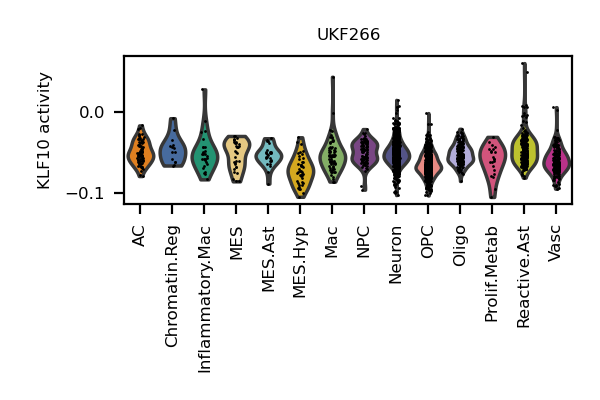 UKF266
KLF10 activity
0.0
−0.1
AC
Chromatin.Reg
Inflammatory.Mac
MES
MES.Ast
MES.Hyp
Mac
NPC
Neuron
OPC
Oligo
Prolif.Metab
Reactive.Ast
Vasc